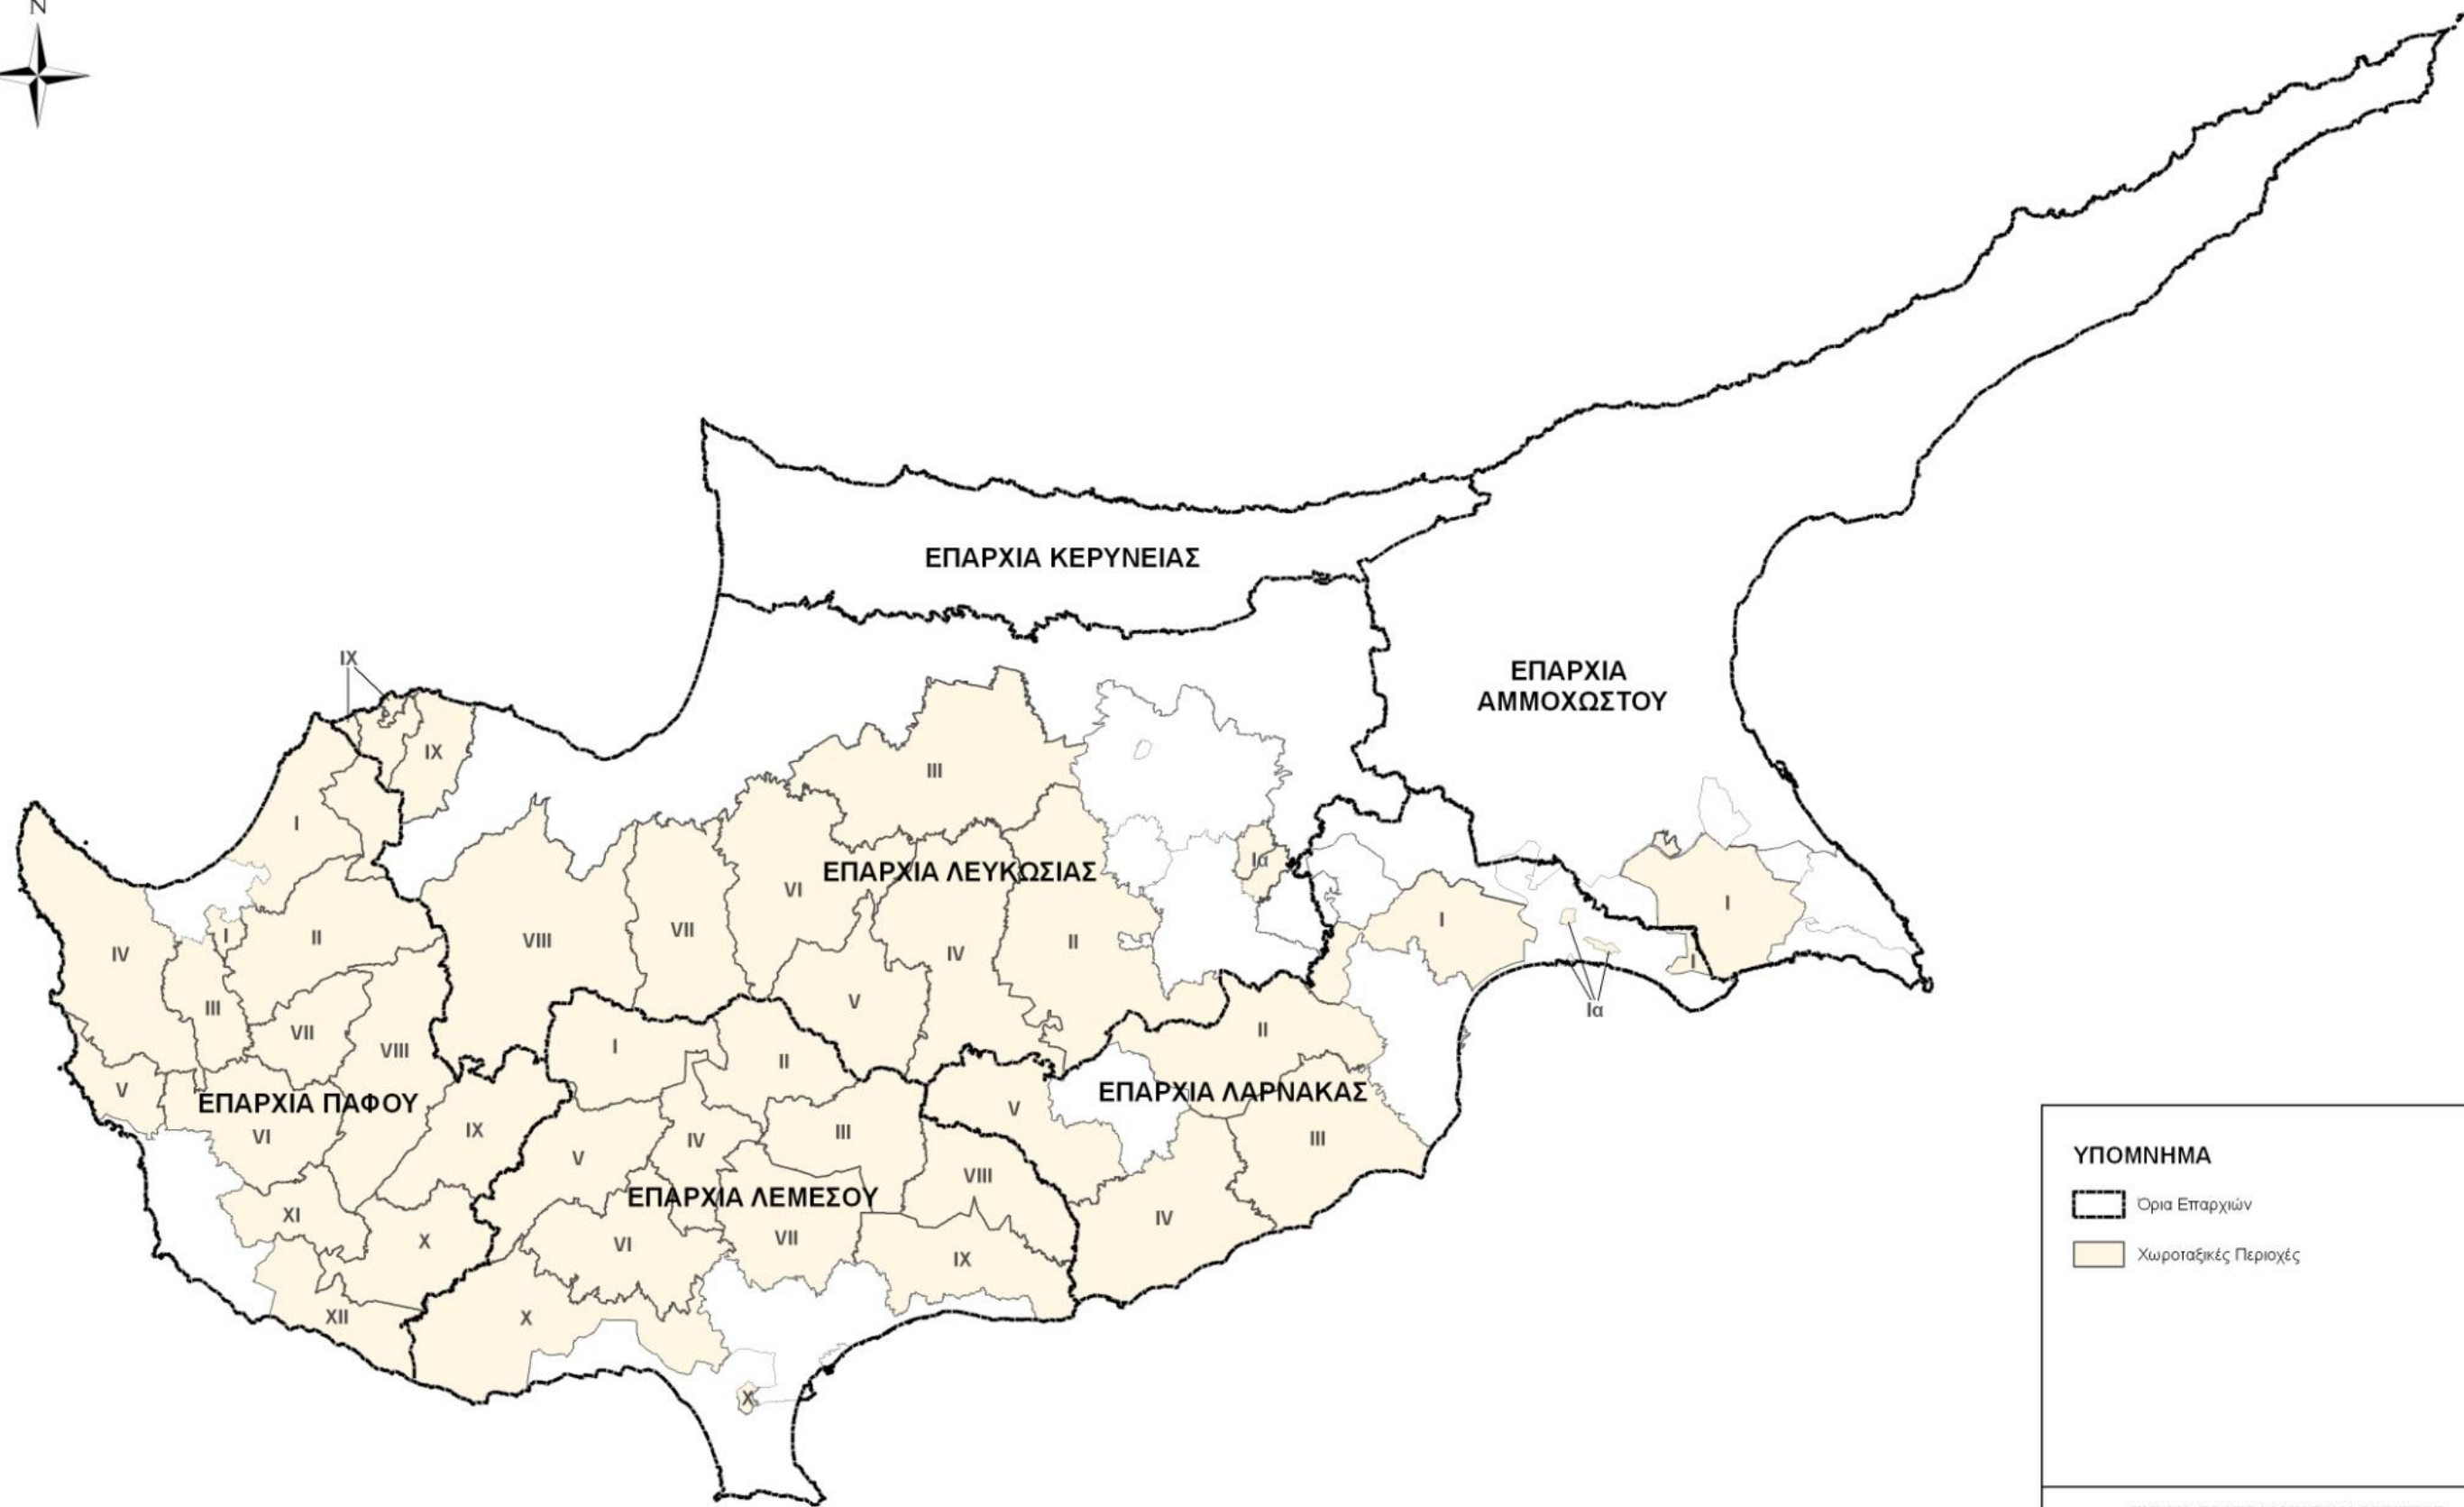 N
ΕΠΑΡΧΙΑ ΚΕΡΥΝΕΙΑΣ
ΕΠΑΡΧΙΑ
ΑΜΜΟΧΩΣΤΟΥ
IX
IX
III
I
Ια
ΕΠΑΡΧΙΑ ΛΕΥΚΩΣΙΑΣ
VI
I
I
IV
I
II
VIII
VII
IV
II
I
III
V
Ια
VII
VIII
I
II
II
V
ΕΠΑΡΧΙΑ ΠΑΦΟΥ
ΕΠΑΡΧΙΑ ΛΑΡΝΑΚΑΣ
V
VI
IX
IV
III
III
V
VIII
ΕΠΑΡΧΙΑ ΛΕΜΕΣΟΥ
XI
X
VI
VII
IX
IV
XII
X
X
ΥΠΟΜΝΗΜΑ
Όρια Επαρχιών
Χωροταξικές Περιοχές